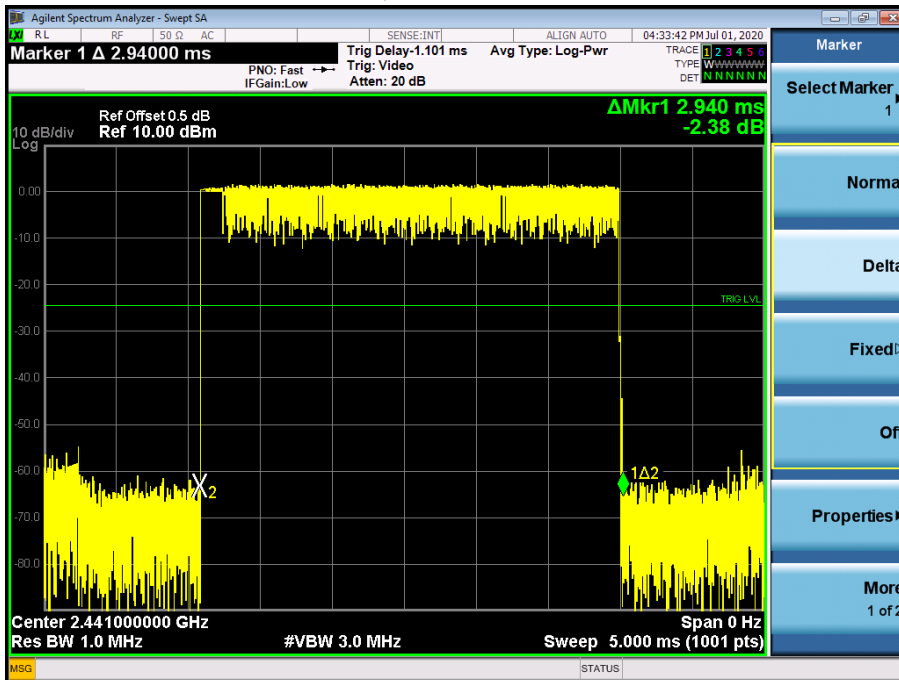 Agilent Spectrum Analyzer - Swept SA
LXI RL RF 50 Ω AC SENSE:INT ALIGN AUTO 04:33:42 PM Jul 01, 2020
Marker 1 Δ 2.94000 ms
PNO: Fast
IFGain:Low
Trig Delay-1.101 ms
Trig: Video
Atten: 20 dB
Avg Type: Log-Pwr
TRACE 1 2 3 4 5 6
TYPE WWWWWW
DET N N N N N N
Ref Offset 0.5 dB
10 dB/div Ref 10.00 dBm
Log
ΔMkr1 2.940 ms
-2.38 dB
0.00
-10.0
-20.0
TRIG LVL
-30.0
-40.0
-50.0
-60.0
-70.0
-80.0
2
1Δ2
Center 2.441000000 GHz Span 0 Hz
Res BW 1.0 MHz #VBW 3.0 MHz Sweep 5.000 ms (1001 pts)
MSG STATUS
Marker
Select Marker
1
Norma
Delta
Fixed
Of
Properties
More
1 of 2